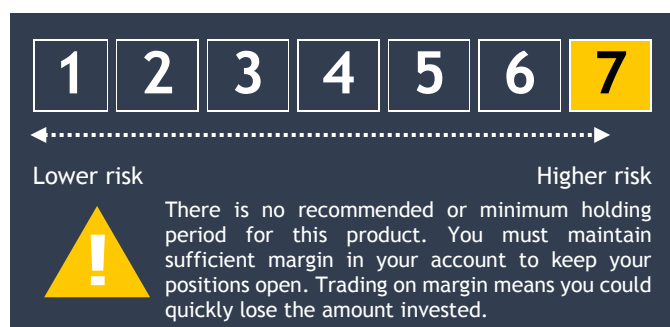 1 2 3 4 5 6 7
Lower risk Higher risk
!
There is no recommended or minimum holding
period for this product. You must maintain
sufficient margin in your account to keep your
positions open. Trading on margin means you could
quickly lose the amount invested.